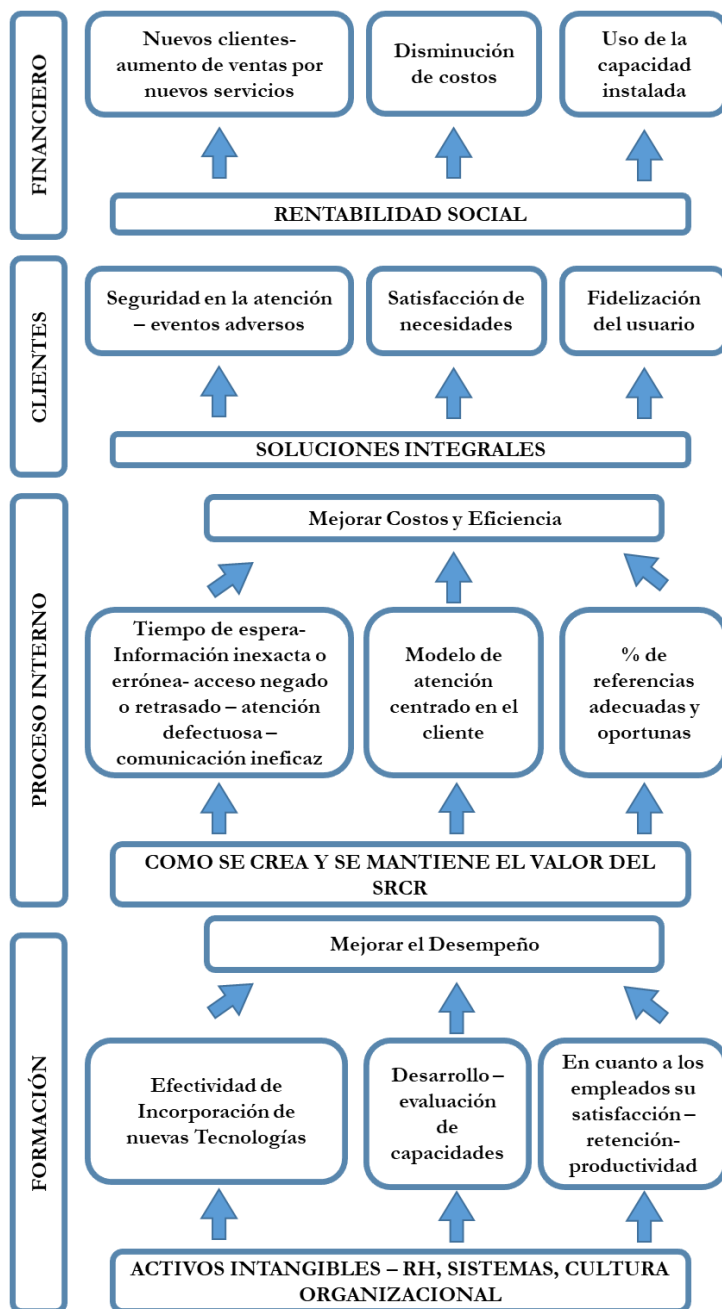 FINANCIERO
Nuevos clientes-
aumento de ventas por
nuevos servicios
Disminución
de costos
Uso de la
capacidad
instalada
RENTABILIDAD SOCIAL
CLIENTES
Seguridad en la atención
– eventos adversos
Satisfacción de
necesidades
Fidelización
del usuario
SOLUCIONES INTEGRALES
PROCESO INTERNO
Mejorar Costos y Eficiencia
Tiempo de espera-
Información inexacta o
errónea- acceso negado
o retrasado – atención
defectuosa –
comunicación ineficaz
Modelo de
atención
centrado en el
cliente
% de
referencias
adecuadas y
oportunas
COMO SE CREA Y SE MANTIENE EL VALOR DEL
SRCR
FORMACIÓN
Mejorar el Desempeño
Efectividad de
Incorporación de
nuevas Tecnologías
Desarrollo –
evaluación
de
capacidades
En cuanto a los
empleados su
satisfacción –
retención-
productividad
ACTIVOS INTANGIBLES – RH, SISTEMAS, CULTURA
ORGANIZACIONAL